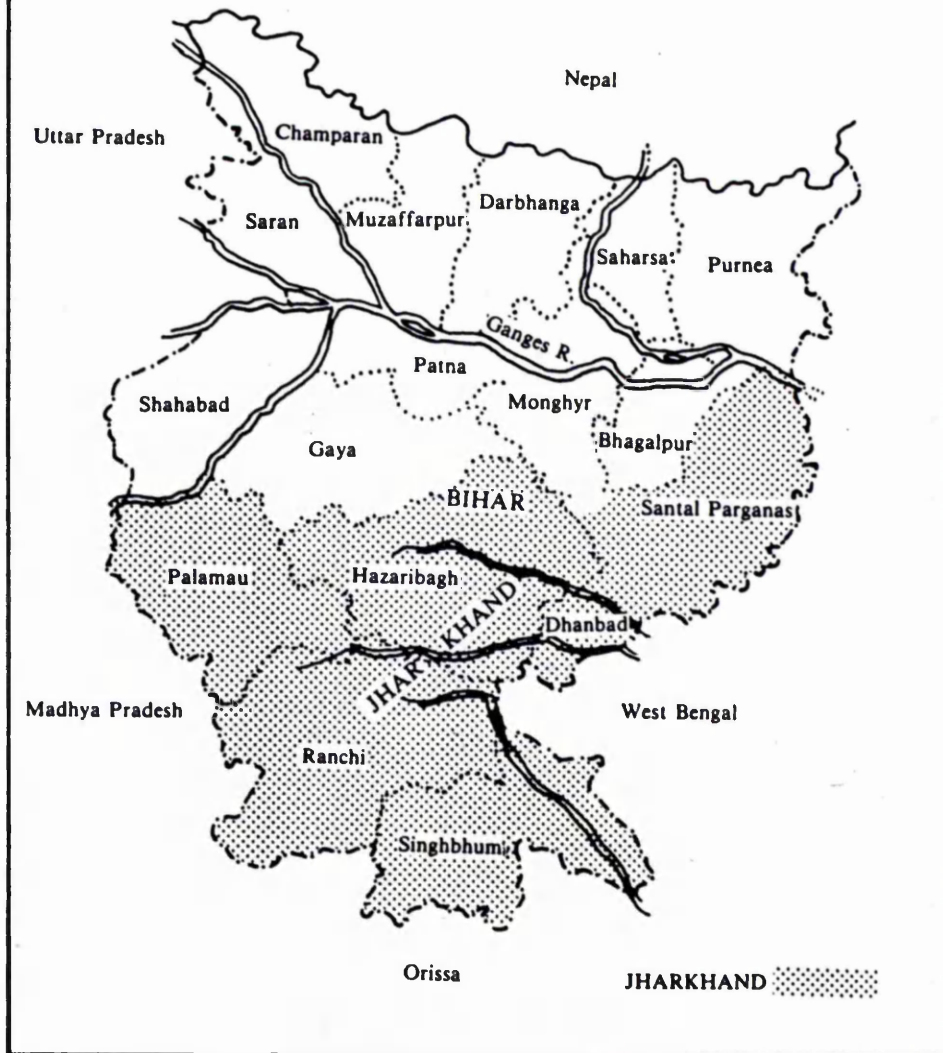 Nepal
Uttar Pradesh
Champaran
Darbhanga
Saran
Muzaffarpur
Saharsa
Purnea
Ganges R.
Patna
Shahabad
Monghyr
Gaya
Bhagalpur
BIHAR
Santal Parganas
Palamau
Hazaribagh
Dhanbad
JHARKHAND
Madhya Pradesh
West Bengal
Ranchi
Singhbhum
Orissa
JHARKHAND